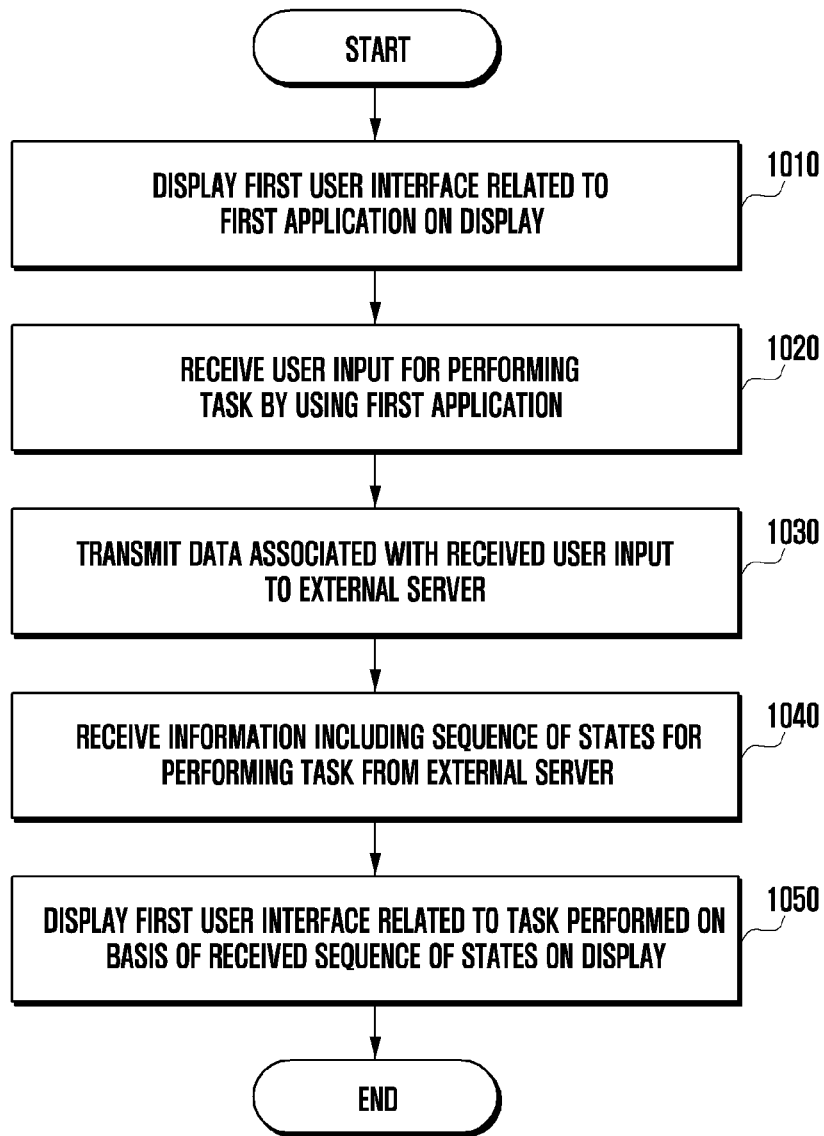 START
DISPLAY FIRST USER INTERFACE RELATED TO
FIRST APPLICATION ON DISPLAY
1010
RECEIVE USER INPUT FOR PERFORMING
TASK BY USING FIRST APPLICATION
1020
TRANSMIT DATA ASSOCIATED WITH RECEIVED USER INPUT
TO EXTERNAL SERVER
1030
RECEIVE INFORMATION INCLUDING SEQUENCE OF STATES FOR
PERFORMING TASK FROM EXTERNAL SERVER
1040
DISPLAY FIRST USER INTERFACE RELATED TO TASK PERFORMED ON
BASIS OF RECEIVED SEQUENCE OF STATES ON DISPLAY
1050
END